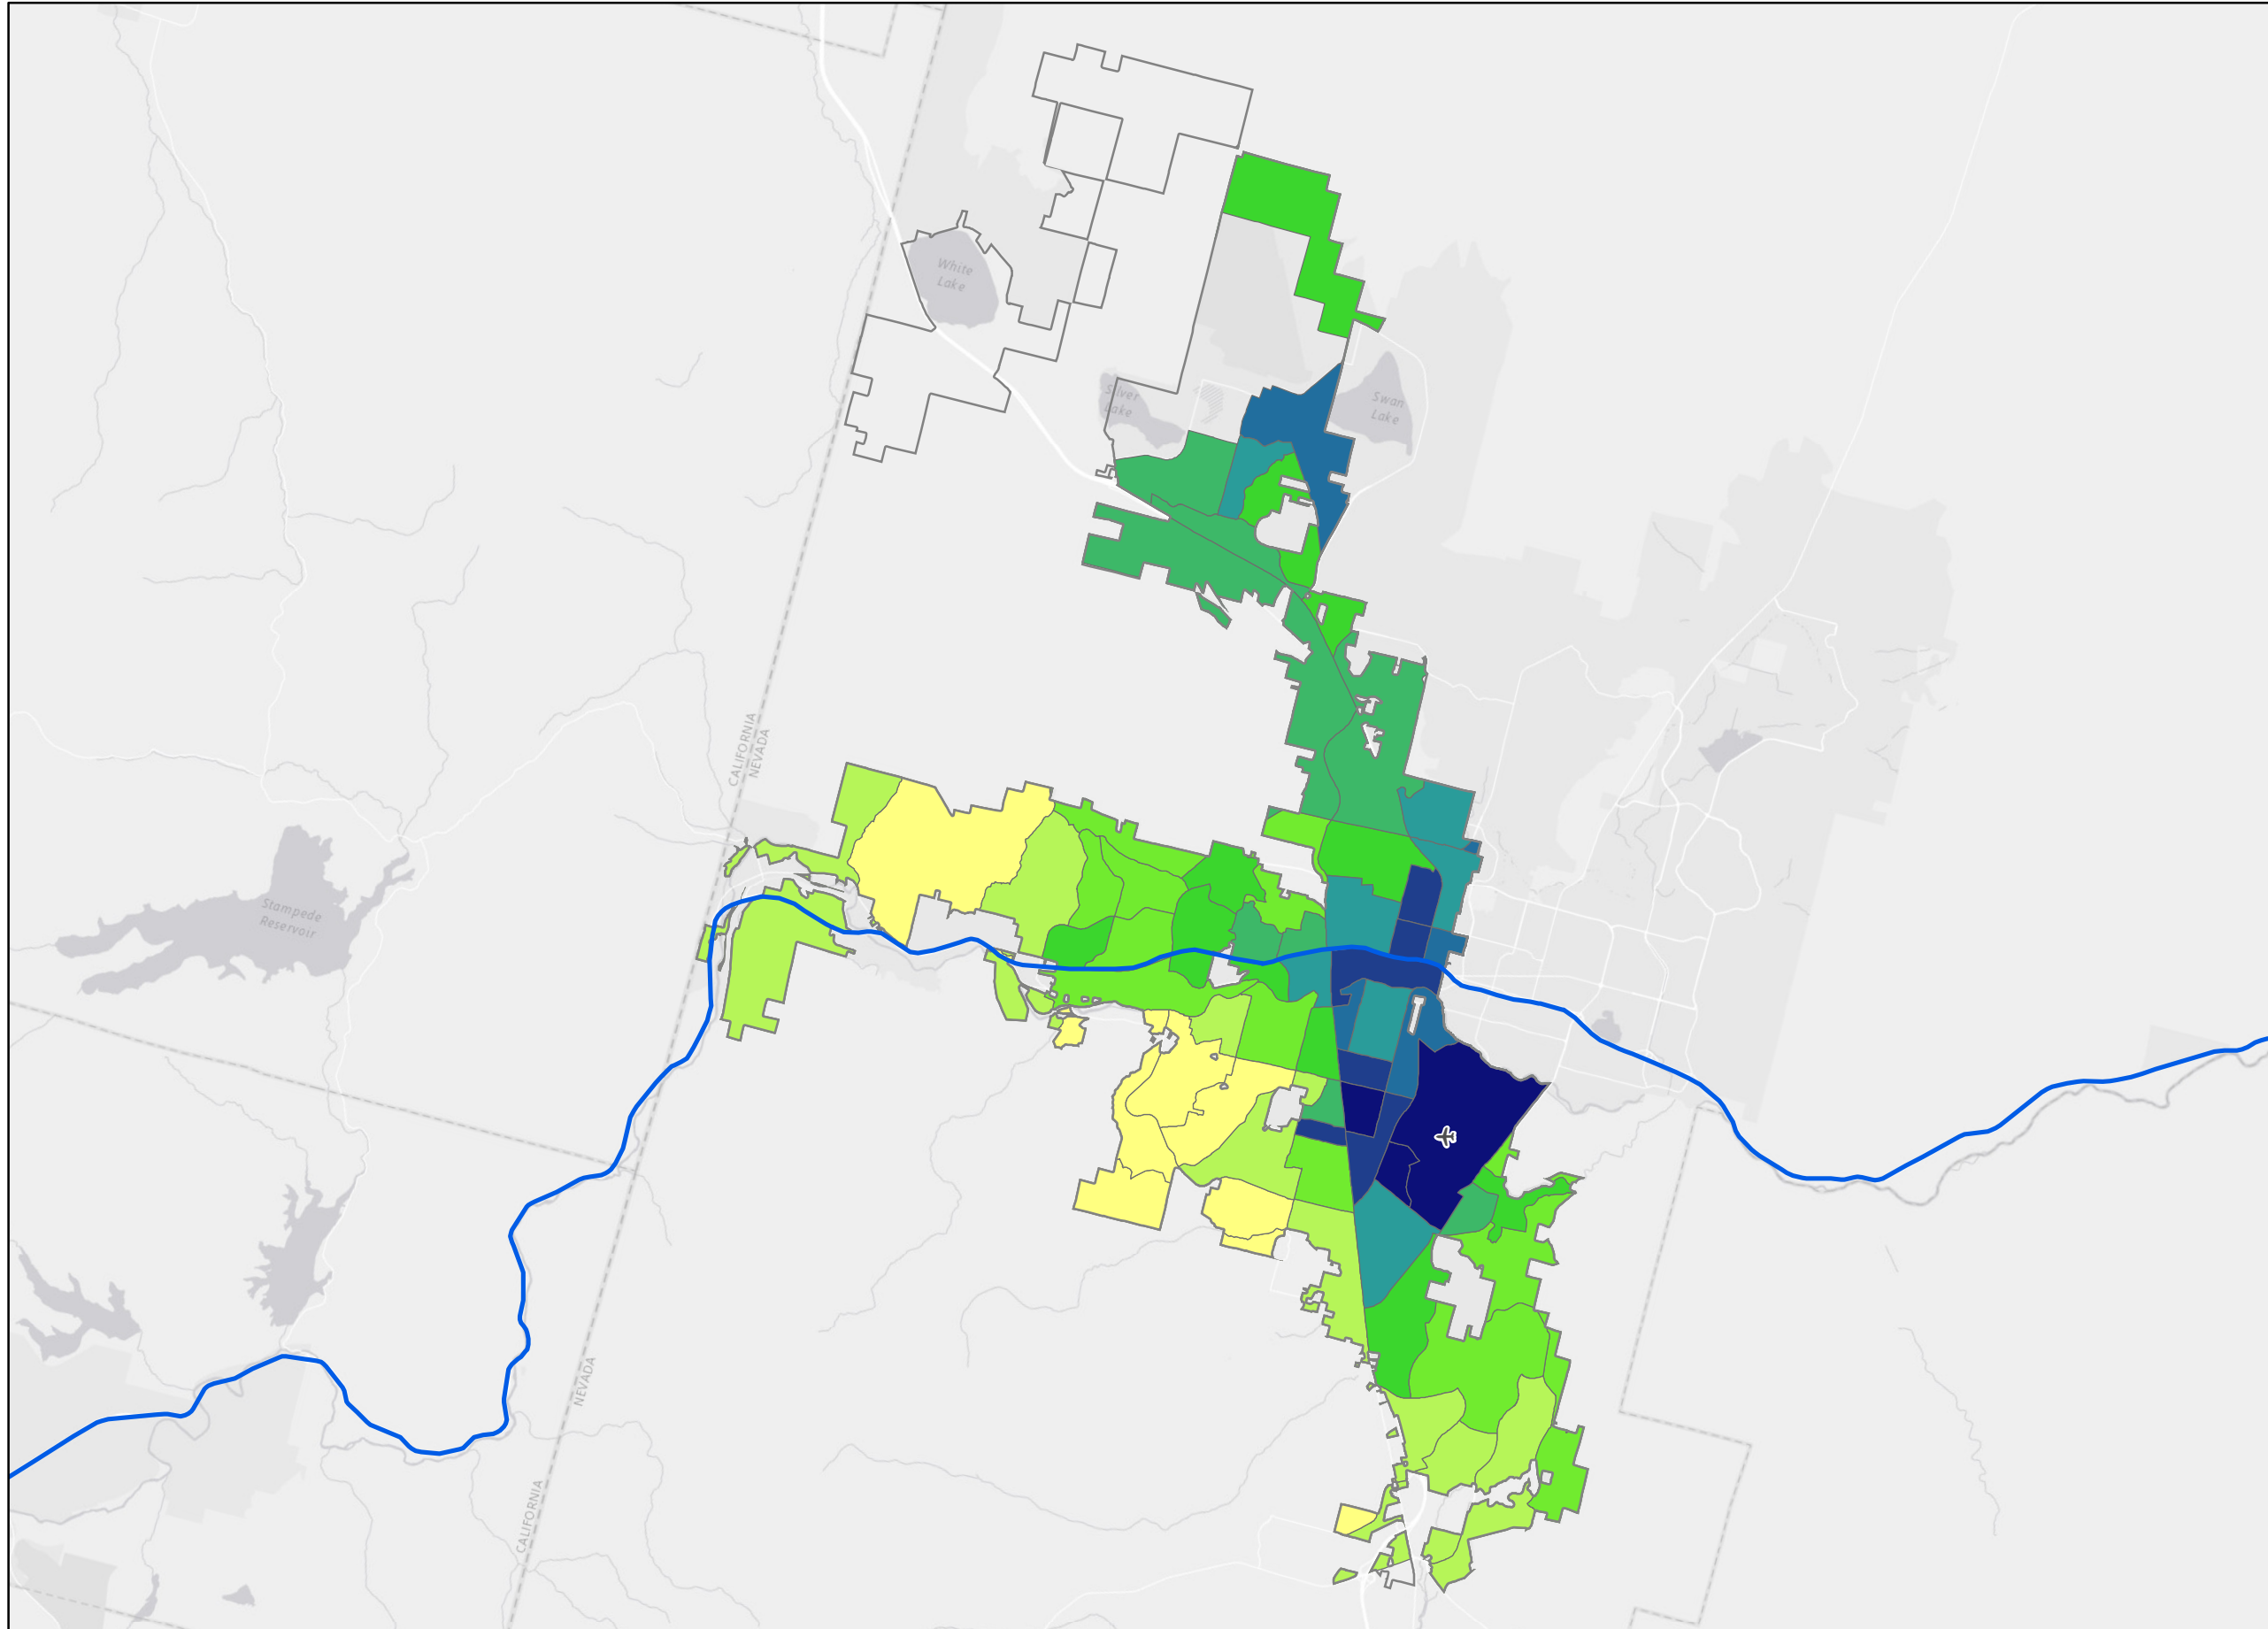 White
Lake
Silver
Lake
Swan
Lake
CALIFORNIA
NEVADA
Stampede
Reservoir
NEVADA
CALIFORNIA